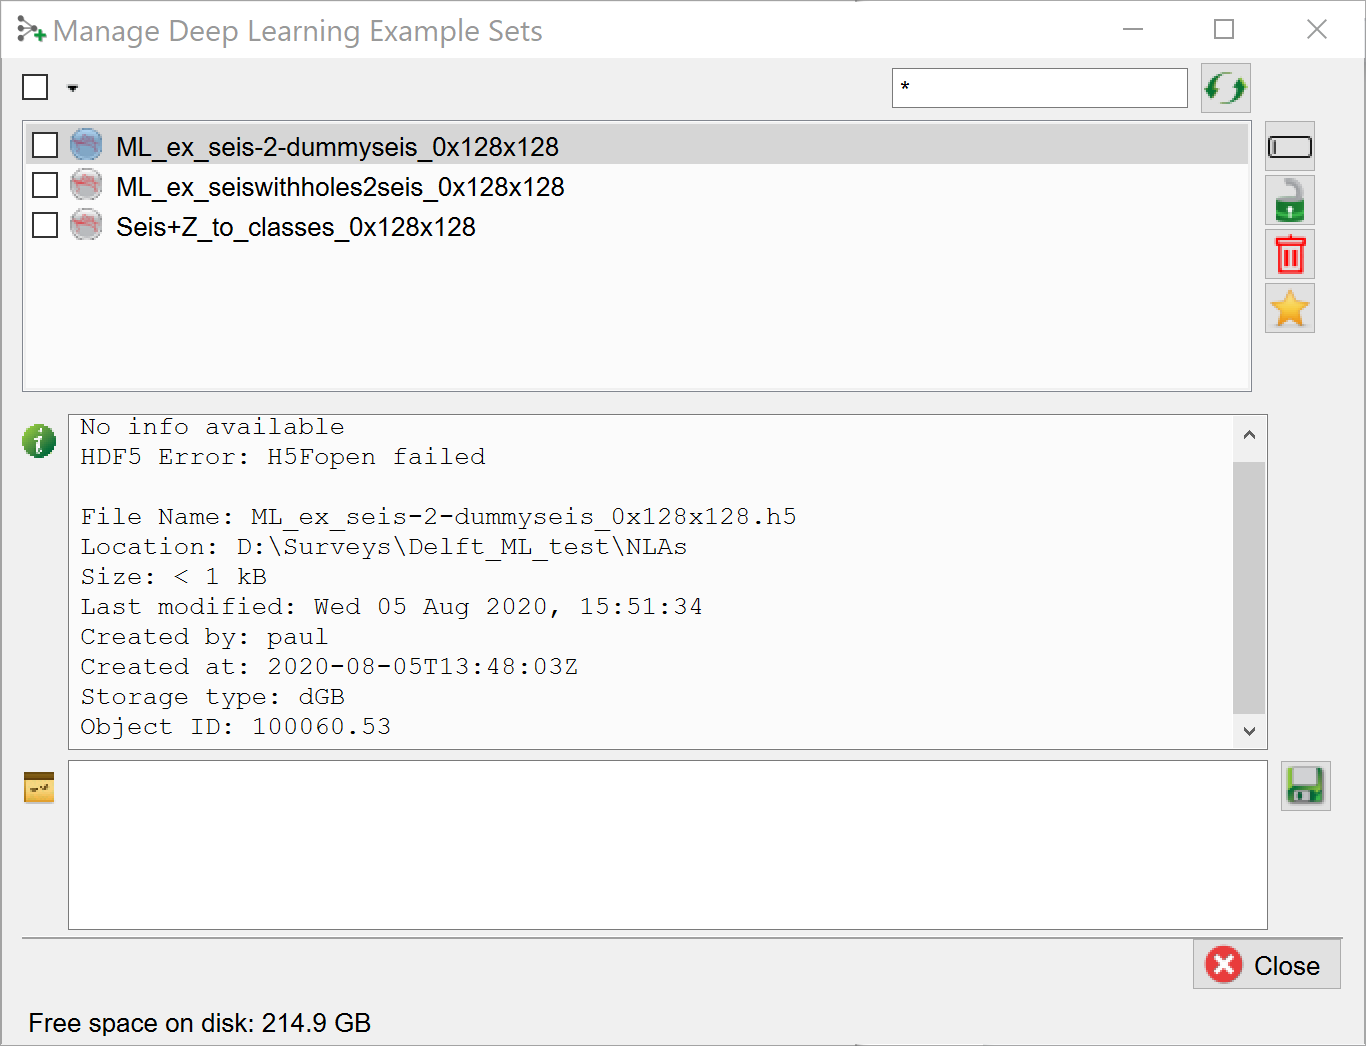 Manage Deep Learning Example Sets
*
ML_ex_seis-2-dummyseis_0x128x128
ML_ex_seiswithholes2seis_0x128x128
Seis+Z_to_classes_0x128x128
No info available
HDF5 Error: H5Fopen failed
File Name: ML_ex_seis-2-dummyseis_0x128x128.h5
Location: D:\Surveys\Delft_ML_test\NLAs
Size: < 1 kB
Last modified: Wed 05 Aug 2020, 15:51:34
Created by: paul
Created at: 2020-08-05T13:48:03Z
Storage type: dGB
Object ID: 100060.53
Close
Free space on disk: 214.9 GB